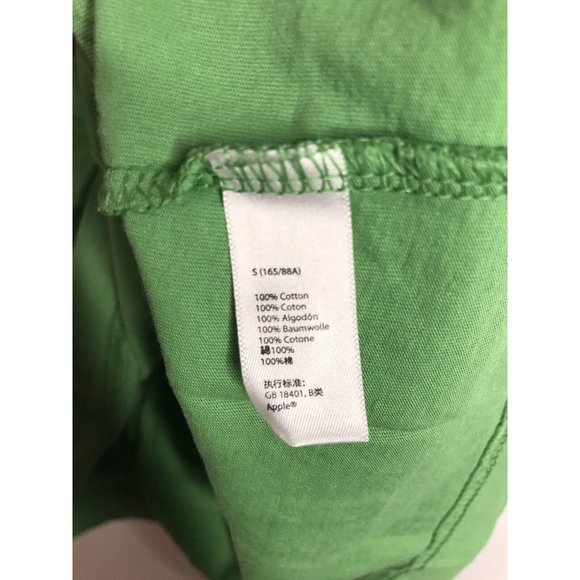 S (165/88A)
100% Cotton
100% Coton
100% Algodón
100% Baumwolle
100% Cotone
綿100%
100%棉
执行标准:
GB 18401, B类
Apple®